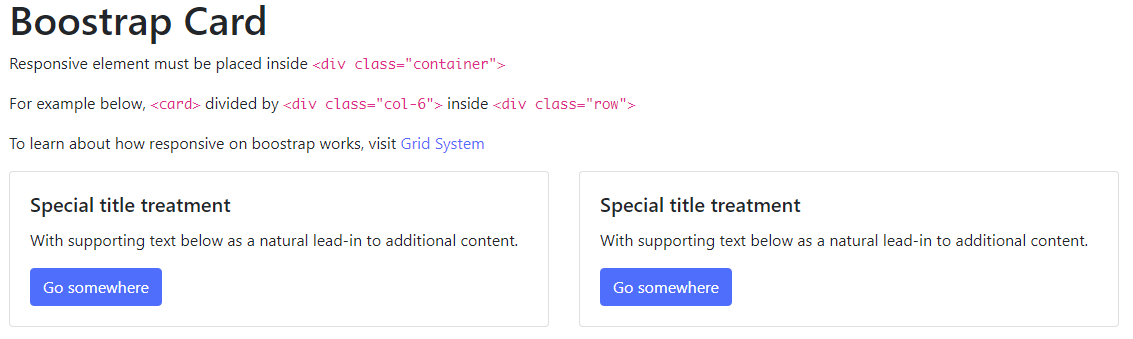 Boostrap Card
Responsive element must be placed inside <div class="container">
For example below, <card> divided by <div class="col-6"> inside <div class="row">
To learn about how responsive on boostrap works, visit Grid System
Special title treatment
With supporting text below as a natural lead-in to additional content.
Go somewhere
Special title treatment
With supporting text below as a natural lead-in to additional content.
Go somewhere